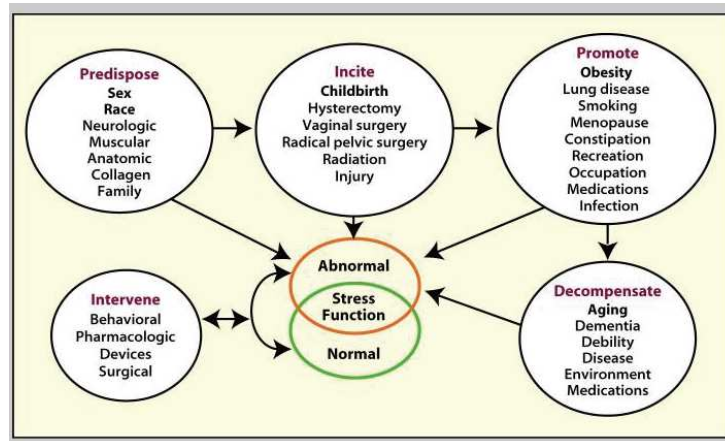 Predispose
Sex
Race
Neurologic
Muscular
Anatomic
Collagen
Family
Incite
Childbirth
Hysterectomy
Vaginal surgery
Radical pelvic surgery
Radiation
Injury
Promote
Obesity
Lung disease
Smoking
Menopause
Constipation
Recreation
Occupation
Medications
Infection
Intervene
Behavioral
Pharmacologic
Devices
Surgical
Abnormal
Stress
Function
Normal
Decompensate
Aging
Dementia
Debility
Disease
Environment
Medications